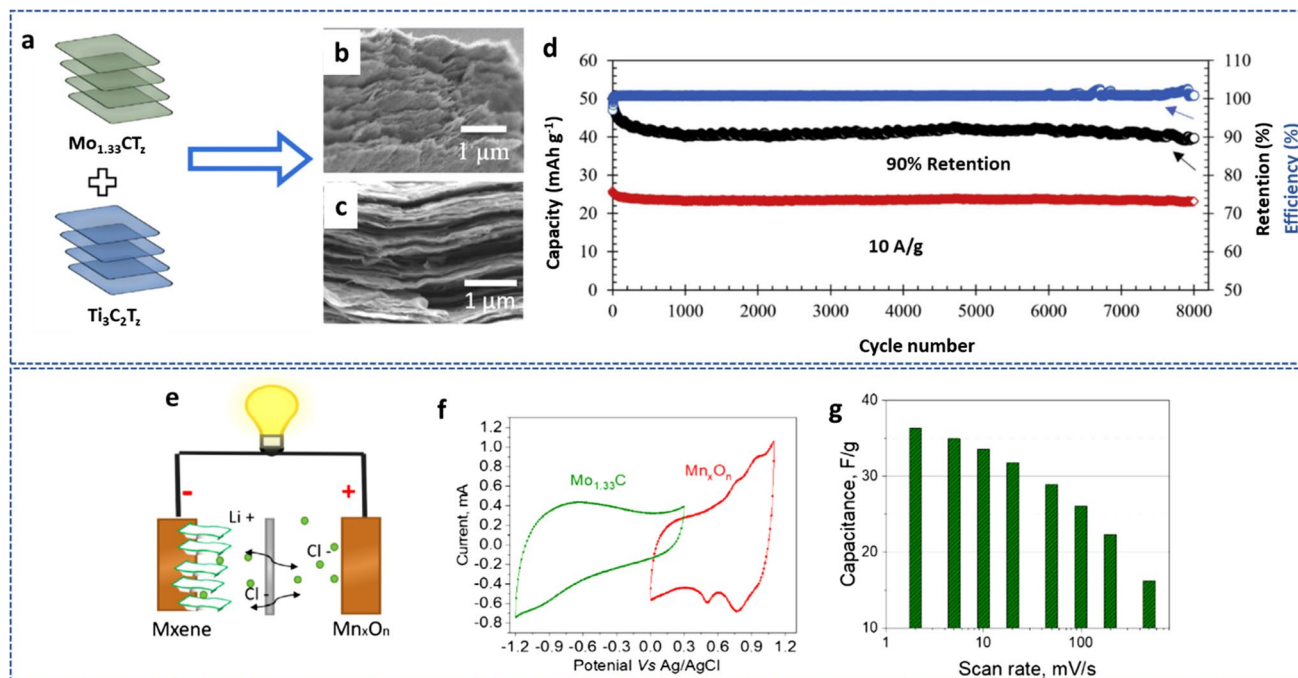 a
Mo1.33CTz
Ti3C2Tz
b
1 μm
c
1 μm
d
60
50
40
30
20
10
0
Capacity (mAh g-1)
90% Retention
10 A/g
110
100
90
80
70
60
50
Retention (%)
Efficiency (%)
0 1000 2000 3000 4000 5000 6000 7000 8000
Cycle number
e
-
+
Li +
Cl -
Cl -
Mxene
MnxOn
f
1.2
1.0
0.8
0.6
0.4
0.2
0.0
-0.2
-0.4
-0.6
-0.8
Current, mA
Mo1.33C
MnxOn
-1.2 -0.9 -0.6 -0.3 0.0 0.3 0.6 0.9 1.2
Potenial Vs Ag/AgCl
g
40
30
20
10
Capacitance, F/g
1 10 100
Scan rate, mV/s